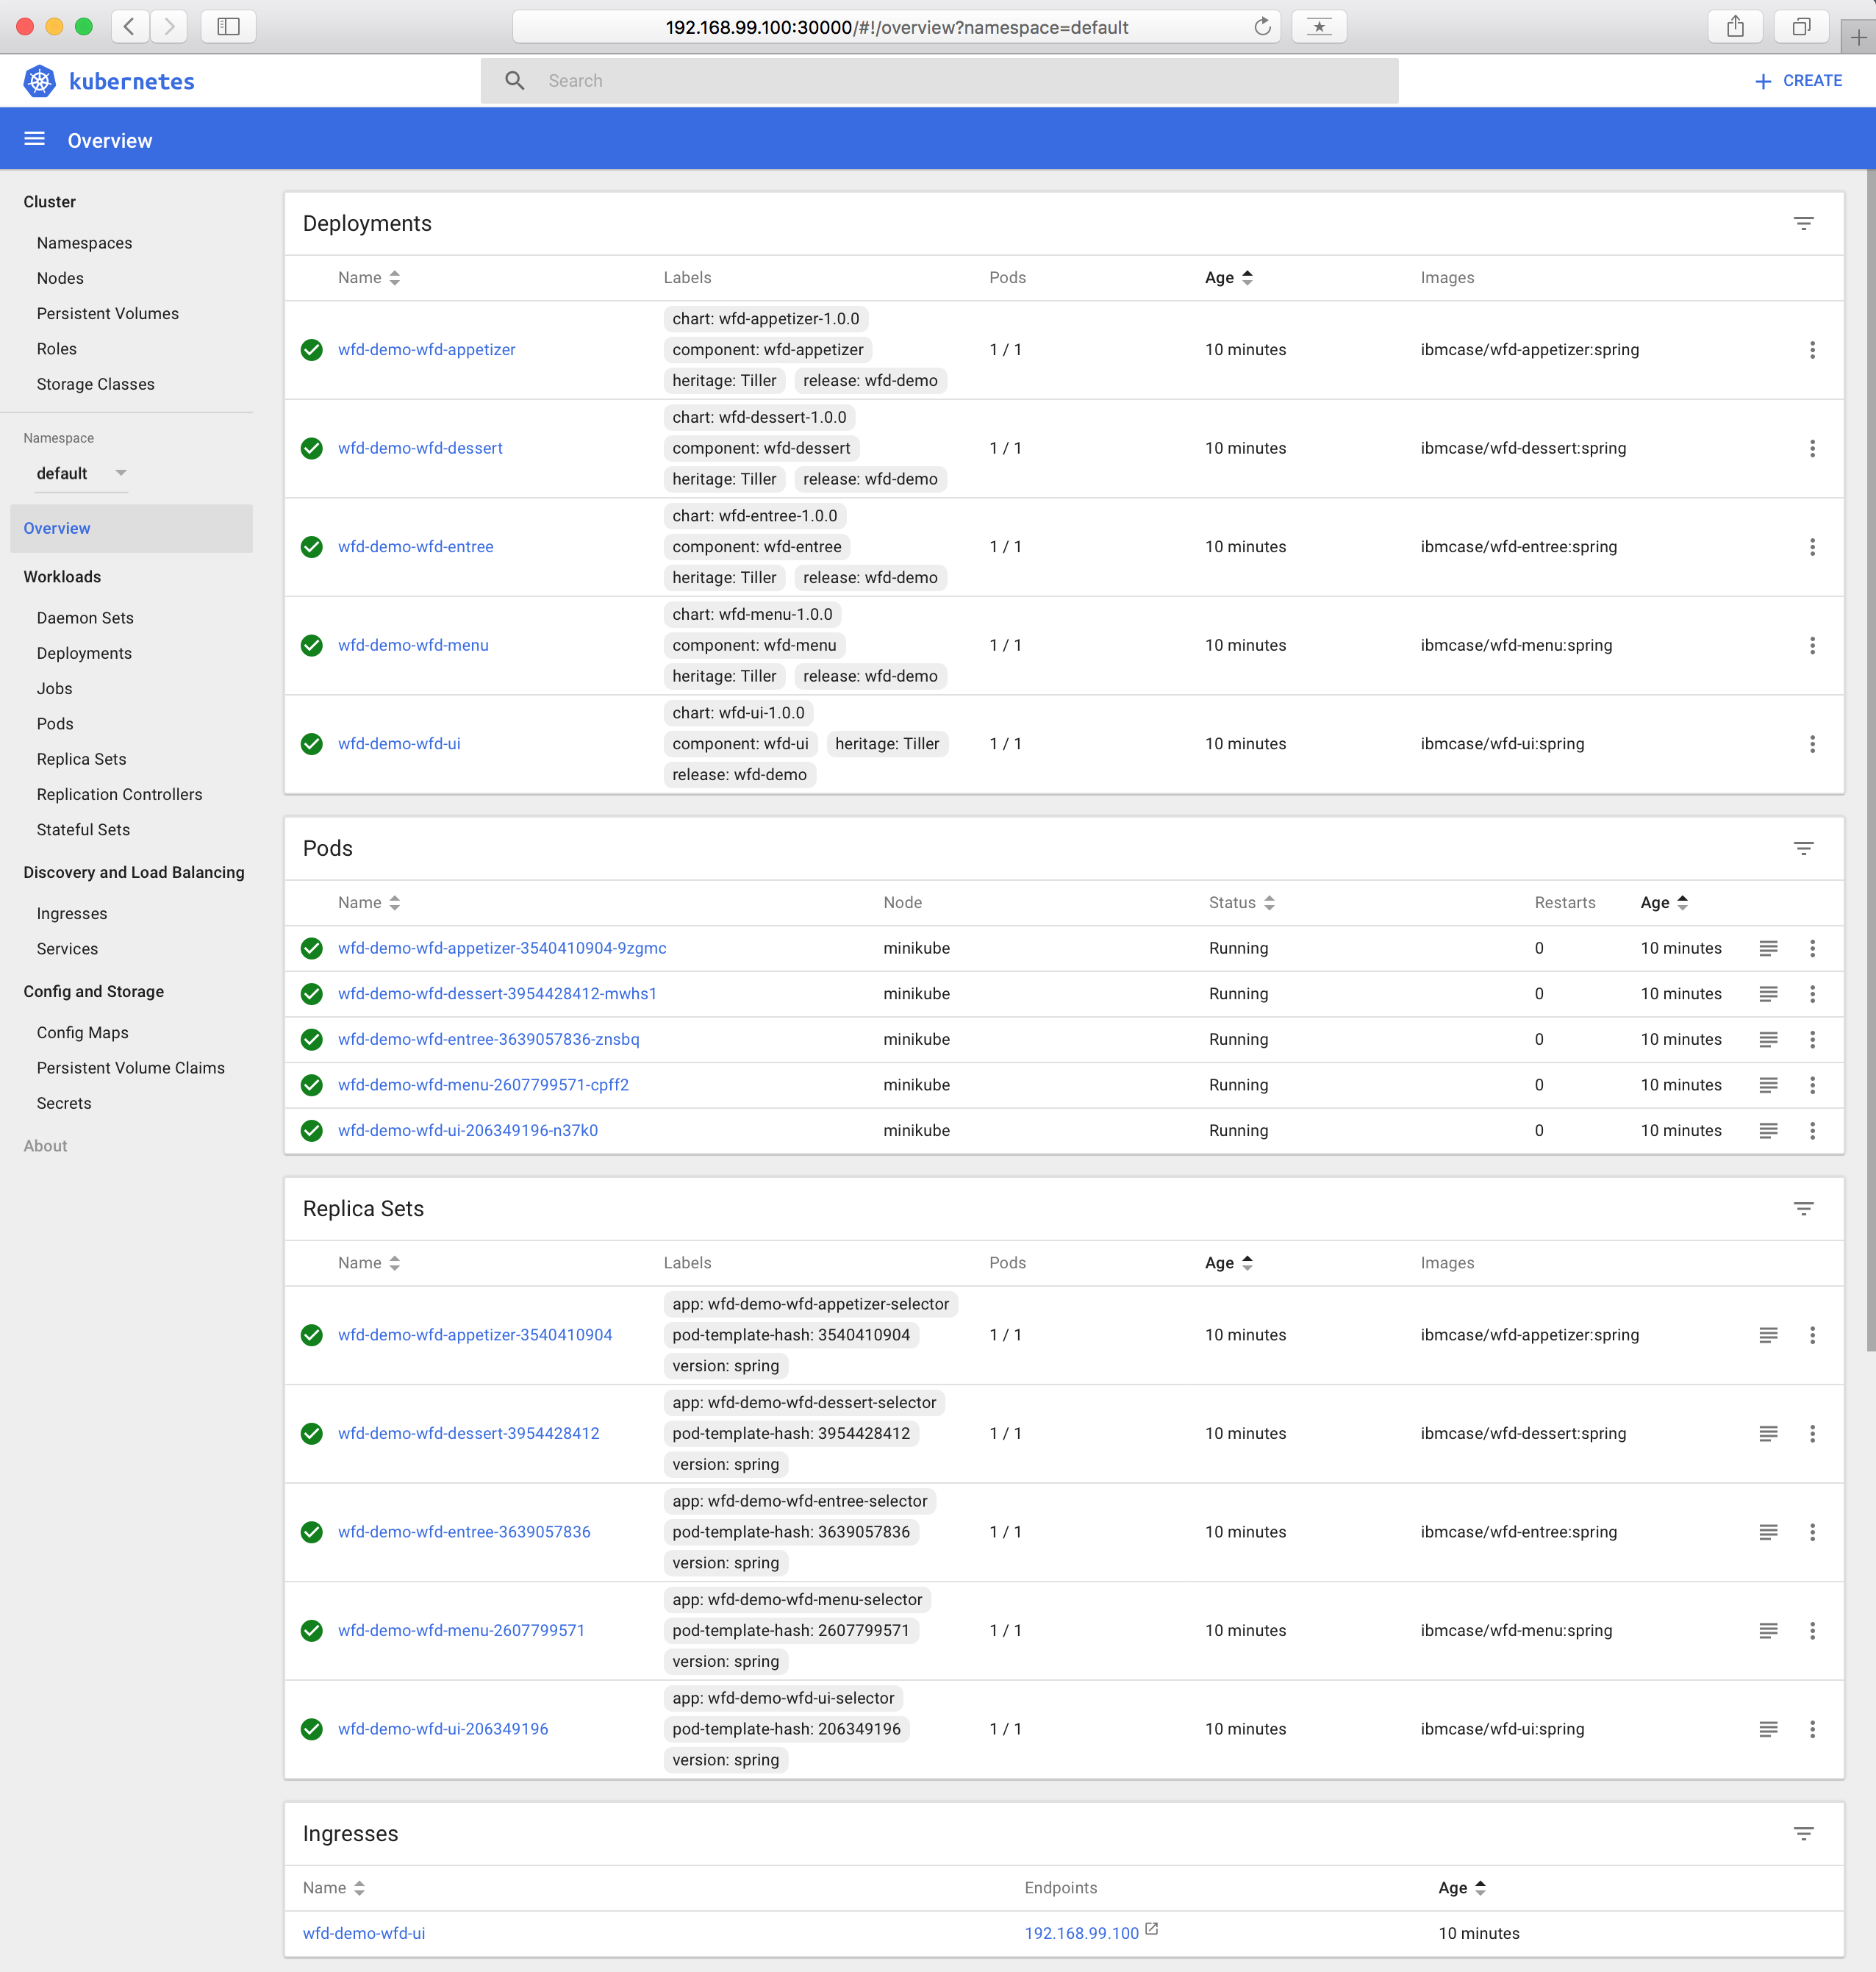 192.168.99.100:30000/#!/overview?namespace=default
kubernetes
Search
CREATE
Overview
Cluster
Namespaces
Nodes
Persistent Volumes
Roles
Storage Classes
Namespace
default
Overview
Workloads
Daemon Sets
Deployments
Jobs
Pods
Replica Sets
Replication Controllers
Stateful Sets
Discovery and Load Balancing
Ingresses
Services
Config and Storage
Config Maps
Persistent Volume Claims
Secrets
About
Deployments
Name Labels Pods Age Images
chart: wfd-appetizer-1.0.0
wfd-demo-wfd-appetizer component: wfd-appetizer 1 / 1 10 minutes ibmcase/wfd-appetizer:spring
heritage: Tiller release: wfd-demo
chart: wfd-dessert-1.0.0
wfd-demo-wfd-dessert component: wfd-dessert 1 / 1 10 minutes ibmcase/wfd-dessert:spring
heritage: Tiller release: wfd-demo
chart: wfd-entree-1.0.0
wfd-demo-wfd-entree component: wfd-entree 1 / 1 10 minutes ibmcase/wfd-entree:spring
heritage: Tiller release: wfd-demo
chart: wfd-menu-1.0.0
wfd-demo-wfd-menu component: wfd-menu 1 / 1 10 minutes ibmcase/wfd-menu:spring
heritage: Tiller release: wfd-demo
chart: wfd-ui-1.0.0
wfd-demo-wfd-ui component: wfd-ui heritage: Tiller 1 / 1 10 minutes ibmcase/wfd-ui:spring
release: wfd-demo
Pods
Name Node Status Restarts Age
wfd-demo-wfd-appetizer-3540410904-9zgmc minikube Running 0 10 minutes
wfd-demo-wfd-dessert-3954428412-mwhs1 minikube Running 0 10 minutes
wfd-demo-wfd-entree-3639057836-znsbq minikube Running 0 10 minutes
wfd-demo-wfd-menu-2607799571-cpff2 minikube Running 0 10 minutes
wfd-demo-wfd-ui-206349196-n37k0 minikube Running 0 10 minutes
Replica Sets
Name Labels Pods Age Images
app: wfd-demo-wfd-appetizer-selector
wfd-demo-wfd-appetizer-3540410904 pod-template-hash: 3540410904 1 / 1 10 minutes ibmcase/wfd-appetizer:spring
version: spring
app: wfd-demo-wfd-dessert-selector
wfd-demo-wfd-dessert-3954428412 pod-template-hash: 3954428412 1 / 1 10 minutes ibmcase/wfd-dessert:spring
version: spring
app: wfd-demo-wfd-entree-selector
wfd-demo-wfd-entree-3639057836 pod-template-hash: 3639057836 1 / 1 10 minutes ibmcase/wfd-entree:spring
version: spring
app: wfd-demo-wfd-menu-selector
wfd-demo-wfd-menu-2607799571 pod-template-hash: 2607799571 1 / 1 10 minutes ibmcase/wfd-menu:spring
version: spring
app: wfd-demo-wfd-ui-selector
wfd-demo-wfd-ui-206349196 pod-template-hash: 206349196 1 / 1 10 minutes ibmcase/wfd-ui:spring
version: spring
Ingresses
Name Endpoints Age
wfd-demo-wfd-ui 192.168.99.100 10 minutes